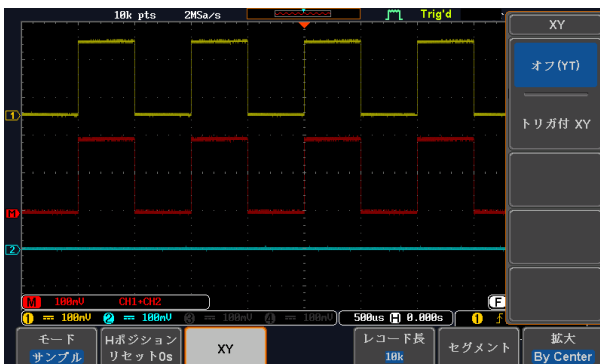 10k pts 2MSa/s Trig'd
XY
オフ(YT)
トリガ付 XY
1
M
2
M 100mV CH1+CH2
F
1 100mV 2 100mV 3 100mV 4 100mV 500us H 0.000s 1
モード
サンプル
Hポジション
リセット0s
XY
レコード長
10k
セグメント
拡大
By Center